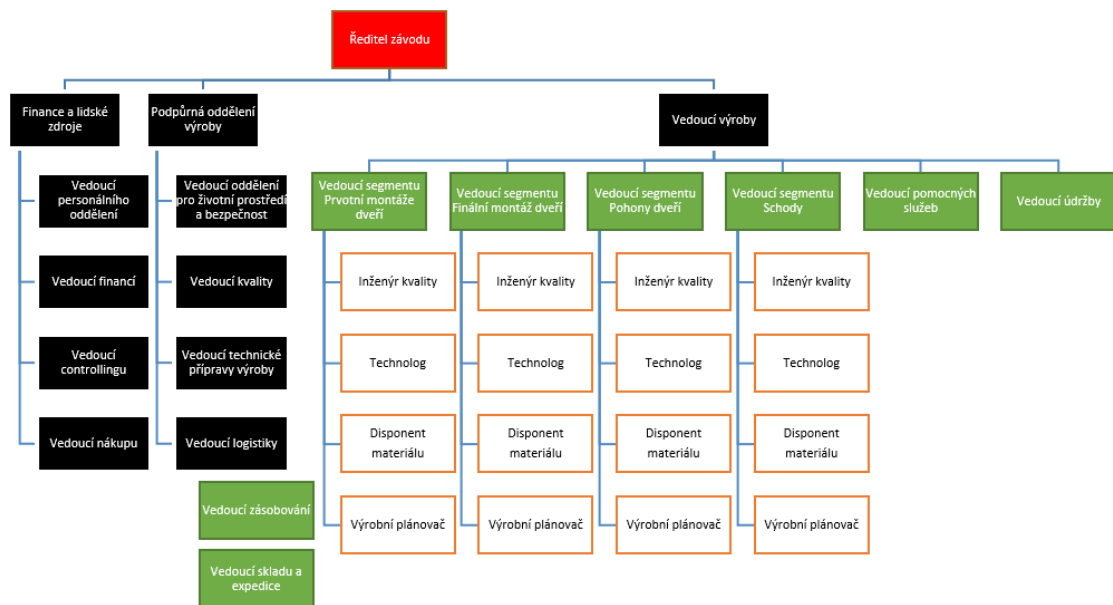 Ředitel závodu
Finance a lidské
zdroje
Podpůrná oddělení
výroby
Vedoucí výroby
Vedoucí
personálního
oddělení
Vedoucí oddělení
pro životní prostředí
a bezpečnost
Vedoucí segmentu
Prvotní montáže
dveří
Vedoucí segmentu
Finální montáž dveří
Vedoucí segmentu
Pohony dveří
Vedoucí segmentu
Schody
Vedoucí pomocných
služeb
Vedoucí údržby
Vedoucí financí
Vedoucí kvality
Inženýr kvality
Inženýr kvality
Inženýr kvality
Inženýr kvality
Vedoucí
controllingu
Vedoucí technické
přípravy výroby
Technolog
Technolog
Technolog
Technolog
Vedoucí nákupu
Vedoucí logistiky
Disponent
materiálu
Disponent
materiálu
Disponent
materiálu
Disponent
materiálu
Vedoucí zásobování
Výrobní plánovač
Výrobní plánovač
Výrobní plánovač
Výrobní plánovač
Vedoucí skladu a
expedice